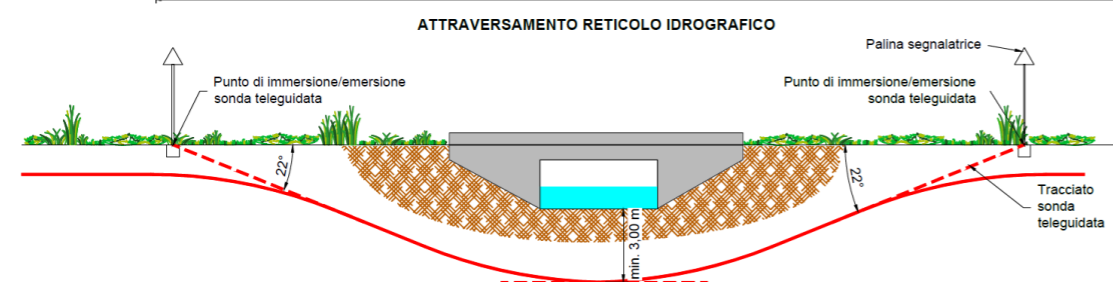 ATTRAVERSAMENTO RETICOLO IDROGRAFICO
Palina segnalatrice
Punto di immersione/emersione
sonda teleguidata
Punto di immersione/emersione
sonda teleguidata
22°
22°
Tracciato
sonda
teleguidata
min. 3,00 m